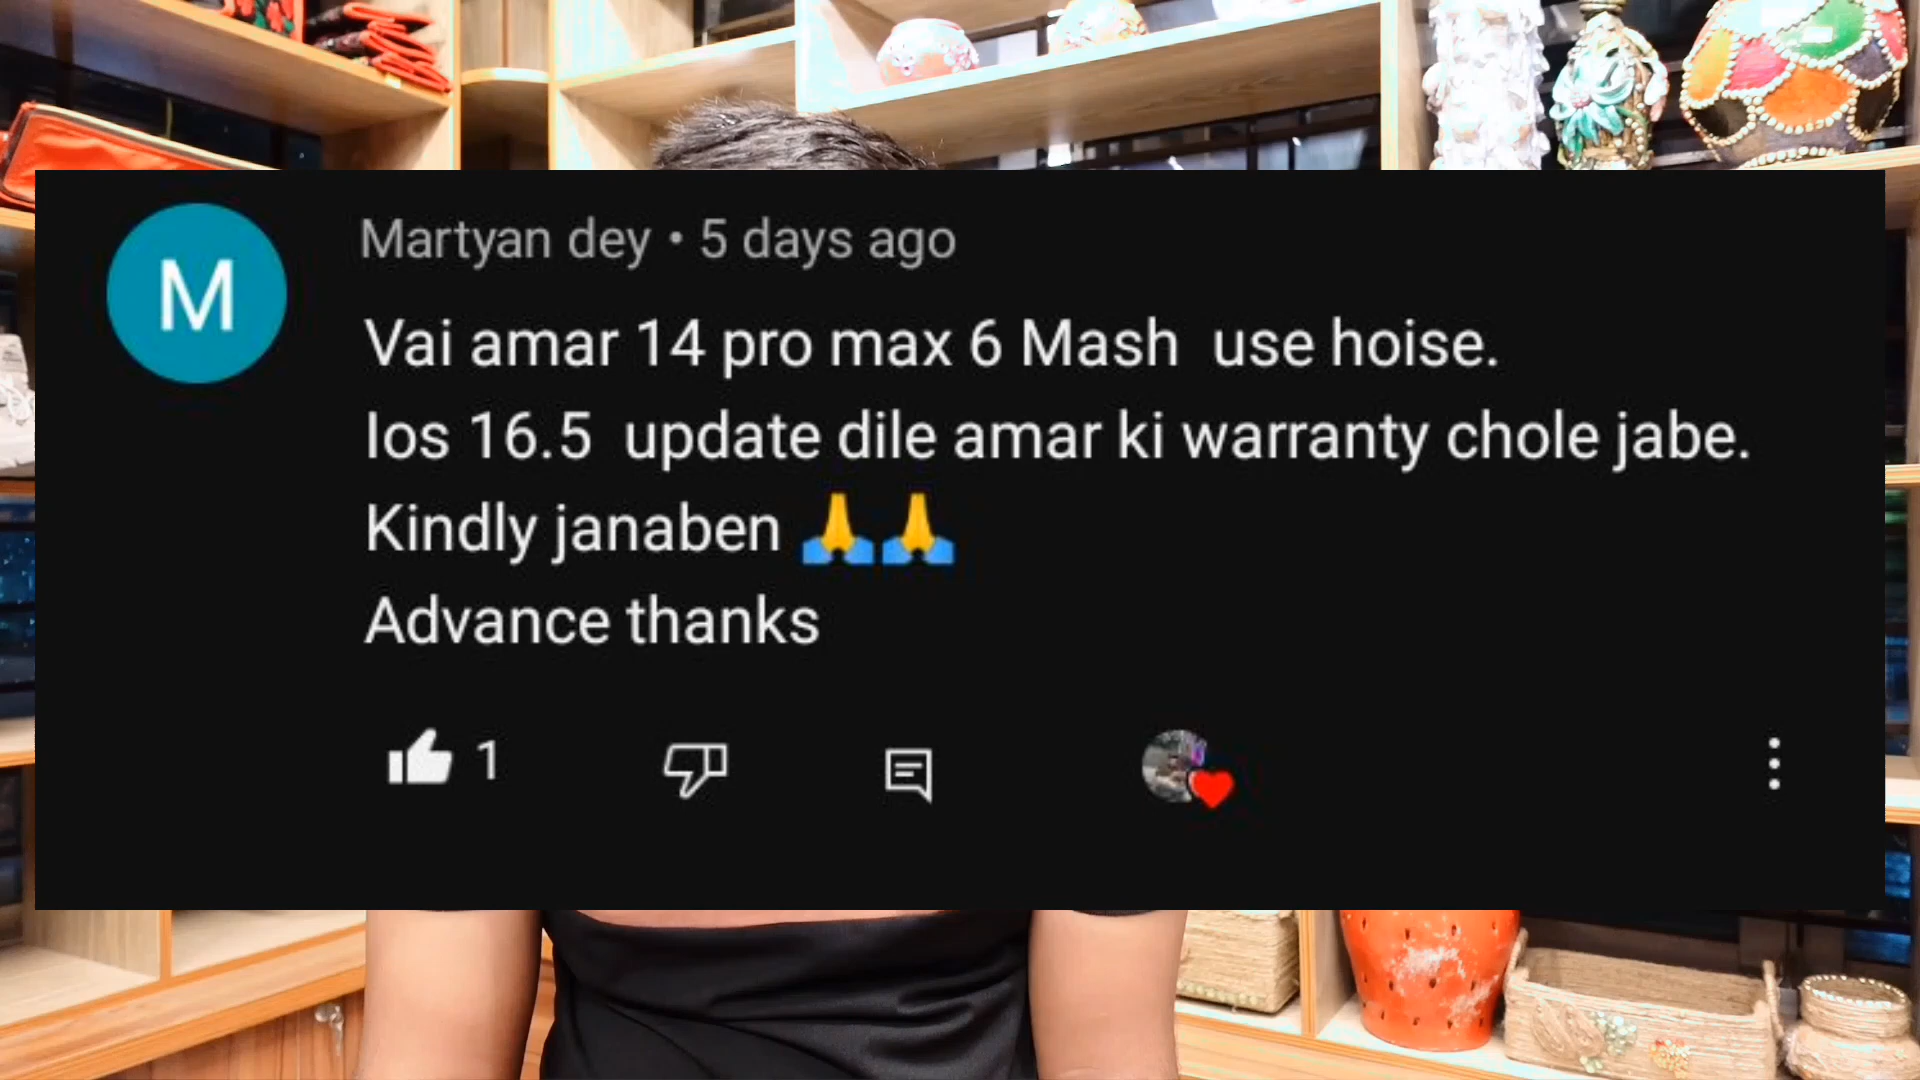 M
Martyan dey • 5 days ago
Vai amar 14 pro max 6 Mash use hoise.
Ios 16.5 update dile amar ki warranty chole jabe.
Kindly janaben 🙏🙏
Advance thanks
1